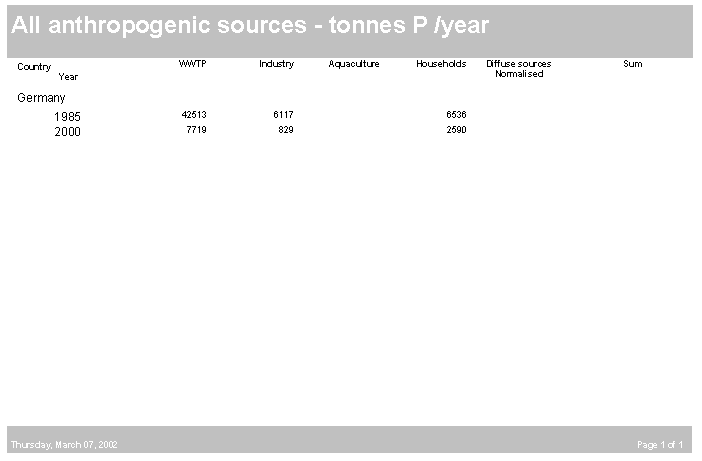 All anthropogenic sources - tonnes P /year
Country WWTP Industry Aquaculture Households Diffuse sources Sum
Year Normalised
Germany
1985 42513 6117 6536
2000 7719 829 2590
Thursday, March 07, 2002 Page 1 of 1